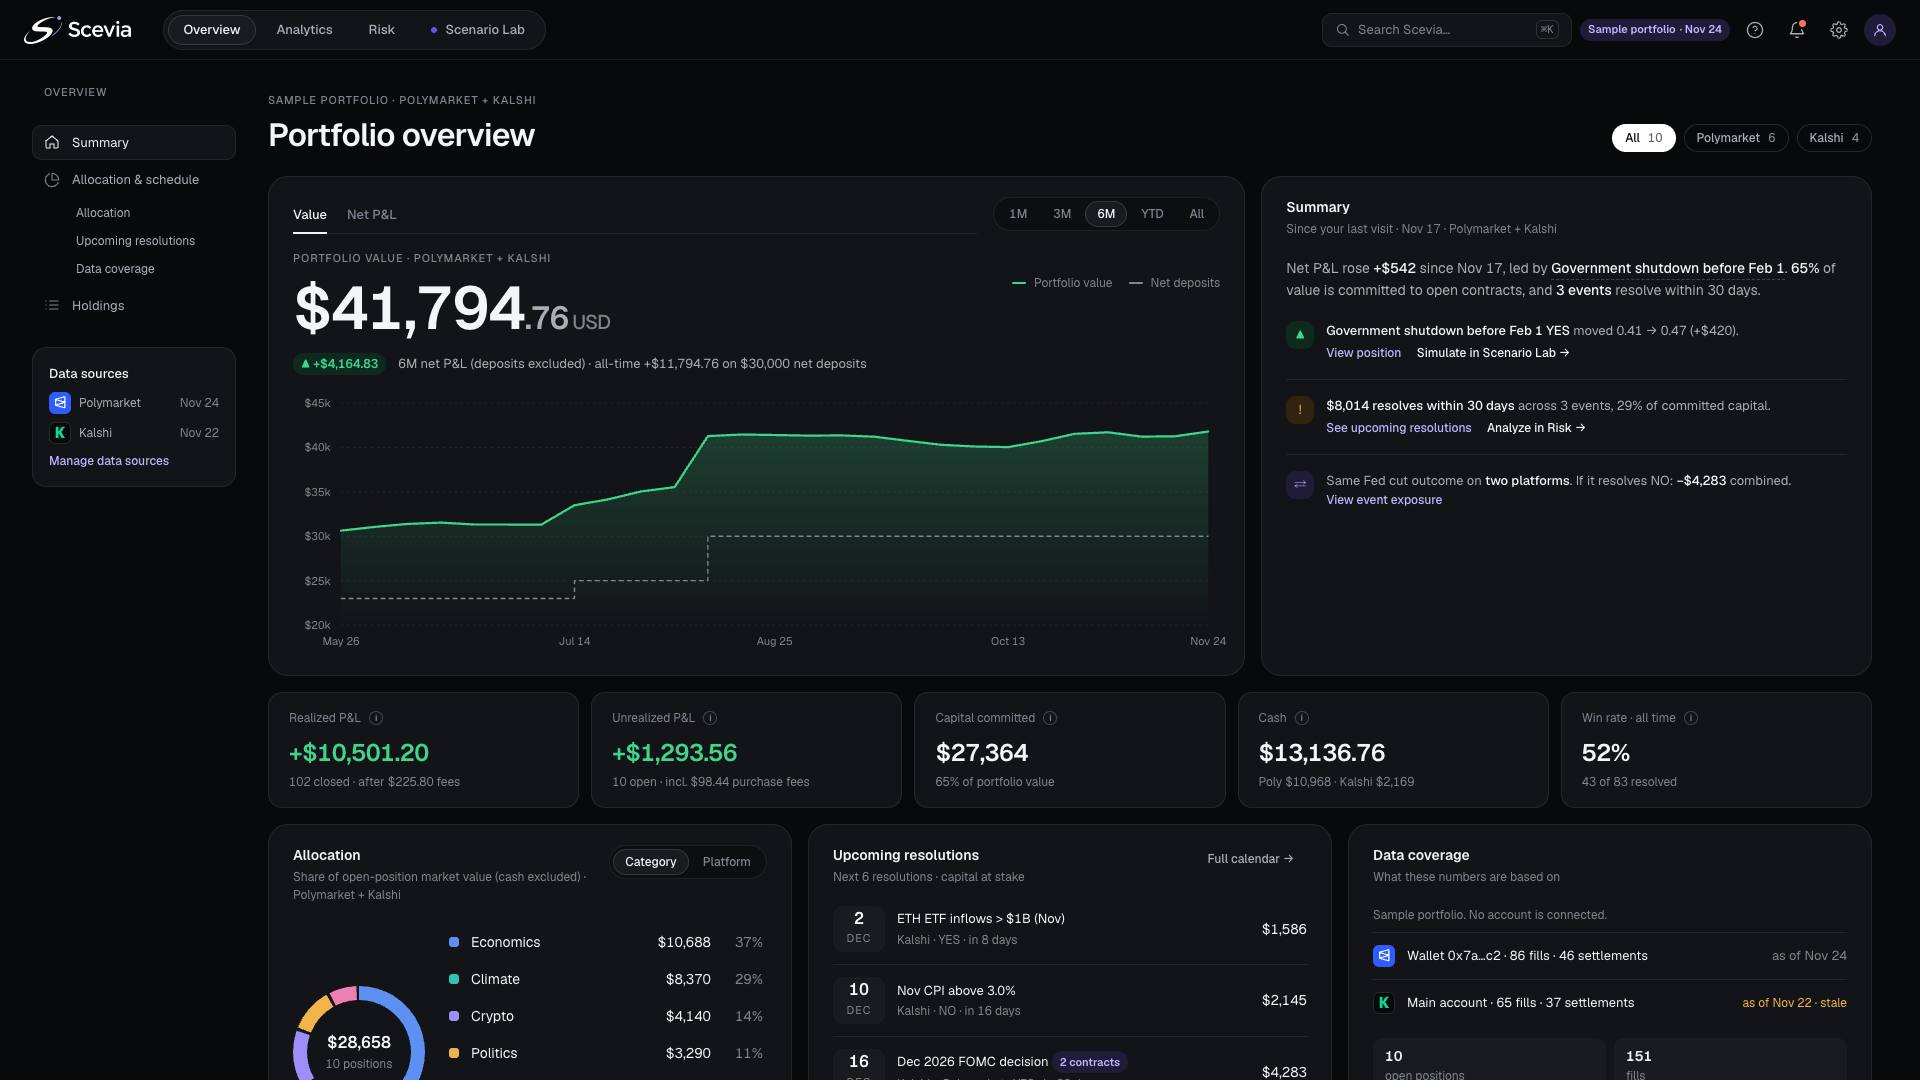 Scevia
Overview
Analytics
Risk
Scenario Lab
Search Scevia…
⌘K
Sample portfolio · Nov 24
OVERVIEW
Summary
Allocation & schedule
Allocation
Upcoming resolutions
Data coverage
Holdings
Data sources
Polymarket Nov 24
Kalshi Nov 22
Manage data sources
SAMPLE PORTFOLIO · POLYMARKET + KALSHI
Portfolio overview
All 10
Polymarket 6
Kalshi 4
Value
Net P&L
1M
3M
6M
YTD
All
PORTFOLIO VALUE · POLYMARKET + KALSHI
$41,794.76 USD
Portfolio value
Net deposits
▲ +$4,164.83
6M net P&L (deposits excluded) · all-time +$11,794.76 on $30,000 net deposits
$45k
$40k
$35k
$30k
$25k
$20k
May 26
Jul 14
Aug 25
Oct 13
Nov 24
Summary
Since your last visit · Nov 17 · Polymarket + Kalshi
Net P&L rose +$542 since Nov 17, led by Government shutdown before Feb 1. 65% of
value is committed to open contracts, and 3 events resolve within 30 days.
▲
Government shutdown before Feb 1 YES moved 0.41 → 0.47 (+$420).
View position
Simulate in Scenario Lab →
!
$8,014 resolves within 30 days across 3 events, 29% of committed capital.
See upcoming resolutions
Analyze in Risk →
Same Fed cut outcome on two platforms. If it resolves NO: −$4,283 combined.
View event exposure
Realized P&L i
+$10,501.20
102 closed · after $225.80 fees
Unrealized P&L i
+$1,293.56
10 open · incl. $98.44 purchase fees
Capital committed i
$27,364
65% of portfolio value
Cash i
$13,136.76
Poly $10,968 · Kalshi $2,169
Win rate · all time i
52%
43 of 83 resolved
Allocation
Share of open-position market value (cash excluded) ·
Polymarket + Kalshi
Category
Platform
Economics $10,688 37%
Climate $8,370 29%
Crypto $4,140 14%
Politics $3,290 11%
$28,658
10 positions
Upcoming resolutions
Next 6 resolutions · capital at stake
Full calendar →
2
DEC
ETH ETF inflows > $1B (Nov)
Kalshi · YES · in 8 days
$1,586
10
DEC
Nov CPI above 3.0%
Kalshi · NO · in 16 days
$2,145
16
Dec 2026 FOMC decision 2 contracts
$4,283
Data coverage
What these numbers are based on
Sample portfolio. No account is connected.
Wallet 0x7a…c2 · 86 fills · 46 settlements
as of Nov 24
K
Main account · 65 fills · 37 settlements
as of Nov 22 · stale
10
open positions
151
fills